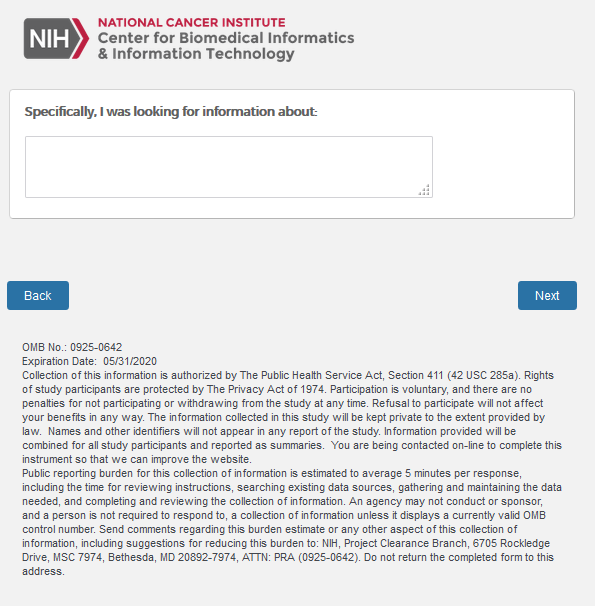 NIH
NATIONAL CANCER INSTITUTE
Center for Biomedical Informatics
& Information Technology
Specifically, I was looking for information about:
Back
Next
OMB No.: 0925-0642
Expiration Date:  05/31/2020
Collection of this information is authorized by The Public Health Service Act, Section 411 (42 USC 285a). Rights
of study participants are protected by The Privacy Act of 1974. Participation is voluntary, and there are no
penalties for not participating or withdrawing from the study at any time. Refusal to participate will not affect
your benefits in any way. The information collected in this study will be kept private to the extent provided by
law.  Names and other identifiers will not appear in any report of the study. Information provided will be
combined for all study participants and reported as summaries.  You are being contacted on-line to complete this
instrument so that we can improve the website.
Public reporting burden for this collection of information is estimated to average 5 minutes per response,
including the time for reviewing instructions, searching existing data sources, gathering and maintaining the data
needed, and completing and reviewing the collection of information. An agency may not conduct or sponsor,
and a person is not required to respond to, a collection of information unless it displays a currently valid OMB
control number. Send comments regarding this burden estimate or any other aspect of this collection of
information, including suggestions for reducing this burden to: NIH, Project Clearance Branch, 6705 Rockledge
Drive, MSC 7974, Bethesda, MD 20892-7974, ATTN: PRA (0925-0642). Do not return the completed form to this
address.